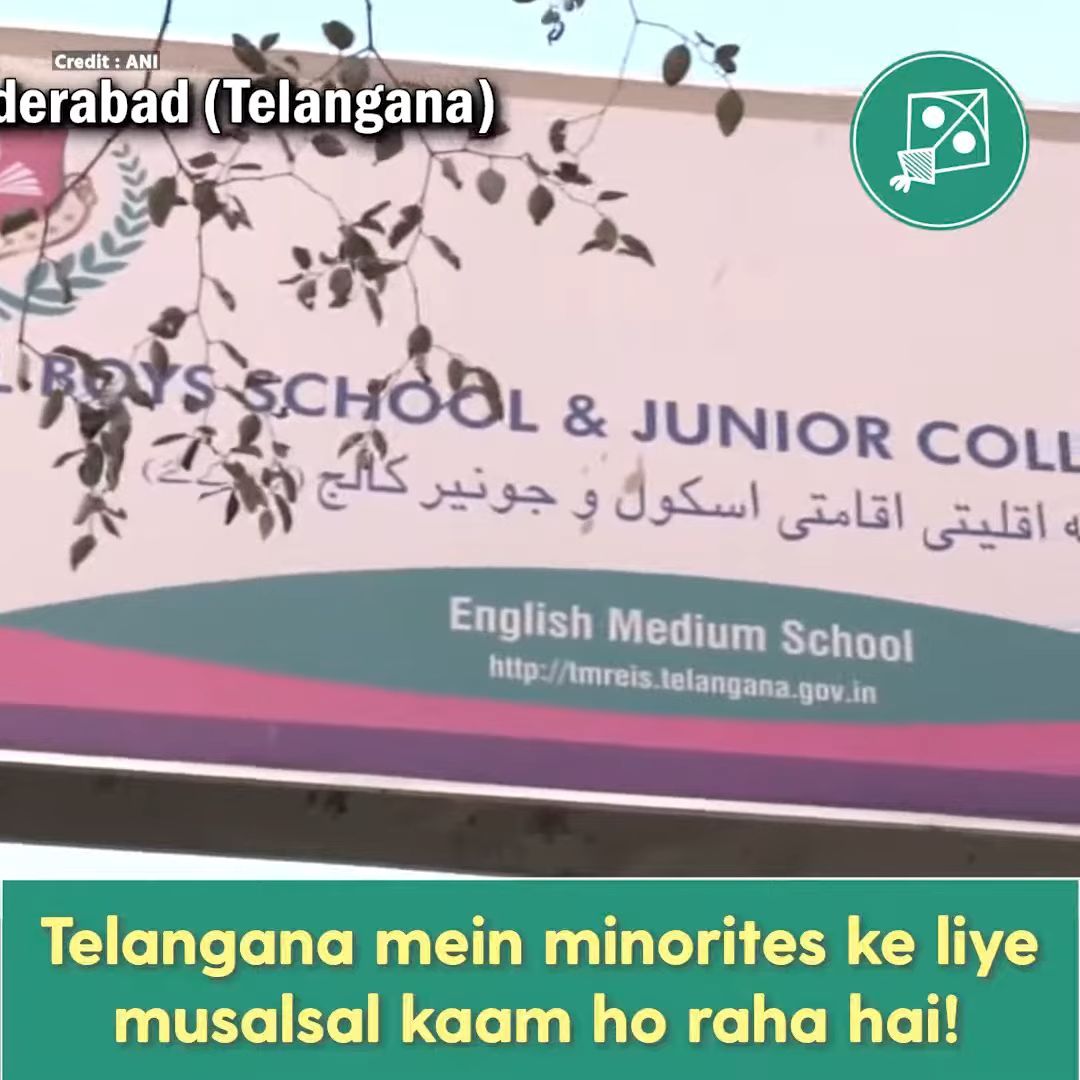 Credit : ANI
derabad (Telangana)
L BOYS SCHOOL & JUNIOR COLL
ہ اقلیتی اقامتی اسکول و جونیر کالج
English Medium School
http://tmreis.telangana.gov.in
Telangana mein minorites ke liye
musalsal kaam ho raha hai!